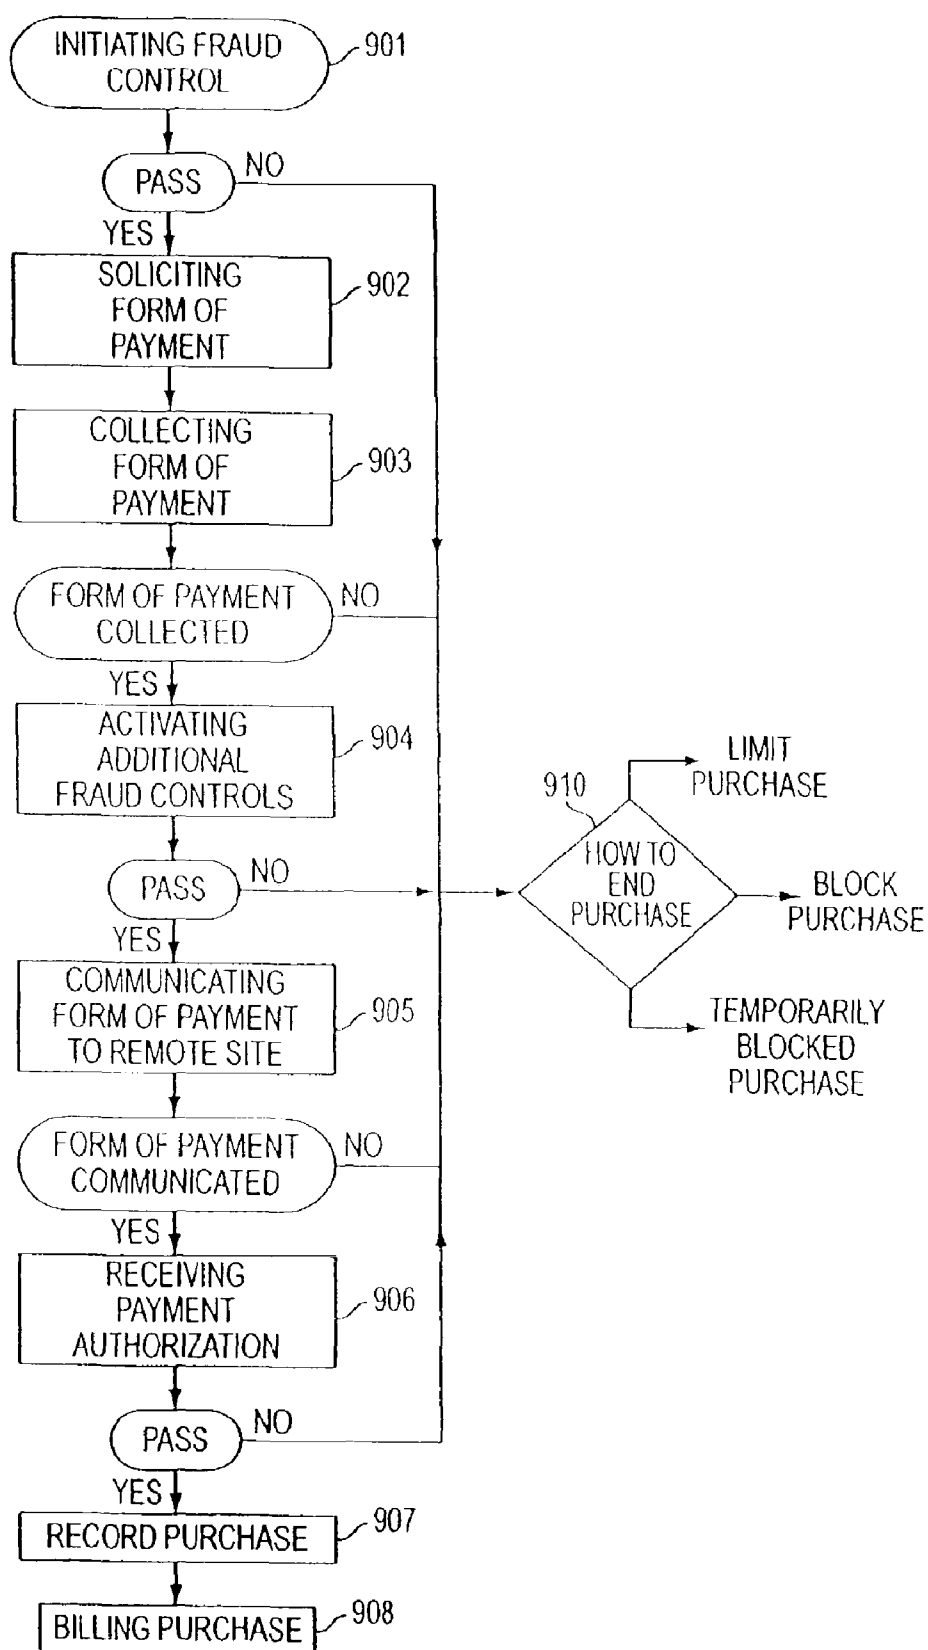 INITIATING FRAUD
CONTROL
901
PASS
NO
YES
SOLICITING
FORM OF
PAYMENT
902
COLLECTING
FORM OF
PAYMENT
903
FORM OF PAYMENT
COLLECTED
NO
YES
ACTIVATING
ADDITIONAL
FRAUD CONTROLS
904
PASS
NO
YES
COMMUNICATING
FORM OF PAYMENT
TO REMOTE SITE
905
FORM OF PAYMENT
COMMUNICATED
NO
YES
RECEIVING
PAYMENT
AUTHORIZATION
906
PASS
NO
YES
RECORD PURCHASE
907
BILLING PURCHASE
908
910
HOW TO
END
PURCHASE
LIMIT
PURCHASE
BLOCK
PURCHASE
TEMPORARILY
BLOCKED
PURCHASE